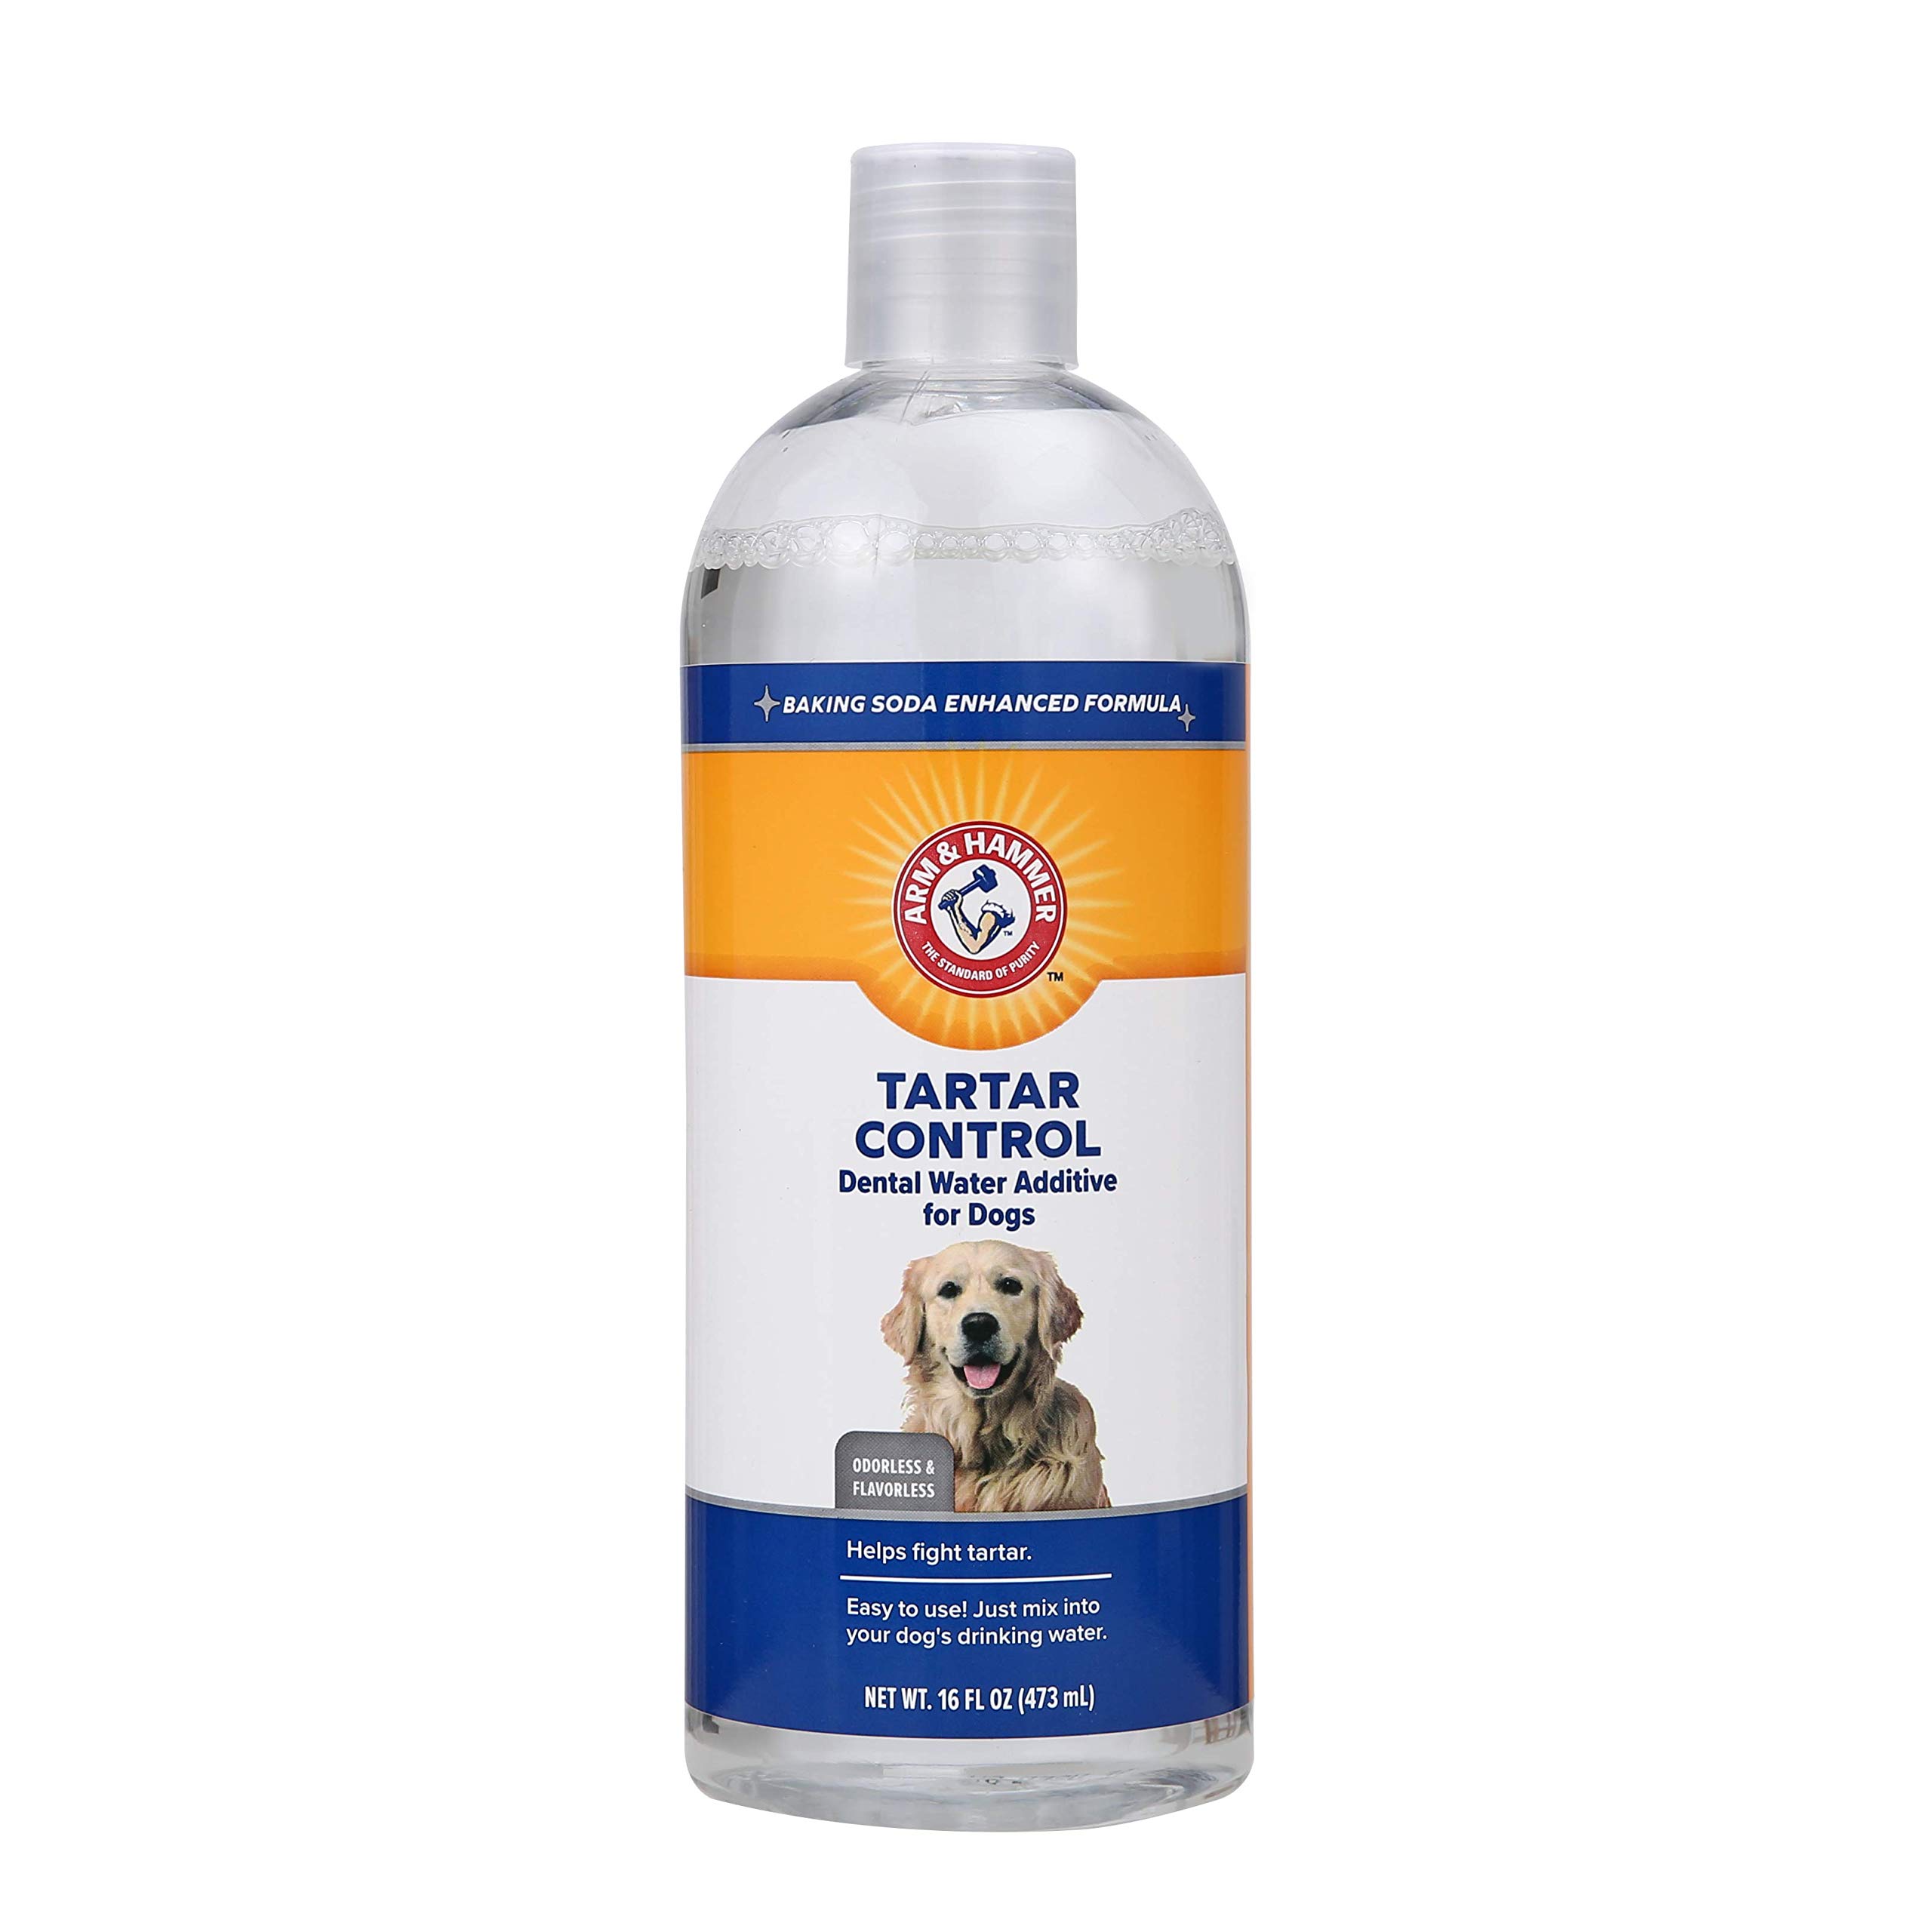 BAKING SODA ENHANCED FORMULA
ARM & HAMMER
THE STANDARD OF PURITY
TM
TM
TARTAR
CONTROL
Dental Water Additive
for Dogs
ODORLESS &
FLAVORLESS
Helps fight tartar.
Easy to use! Just mix into
your dog's drinking water.
NET WT. 16 FL OZ (473 mL)